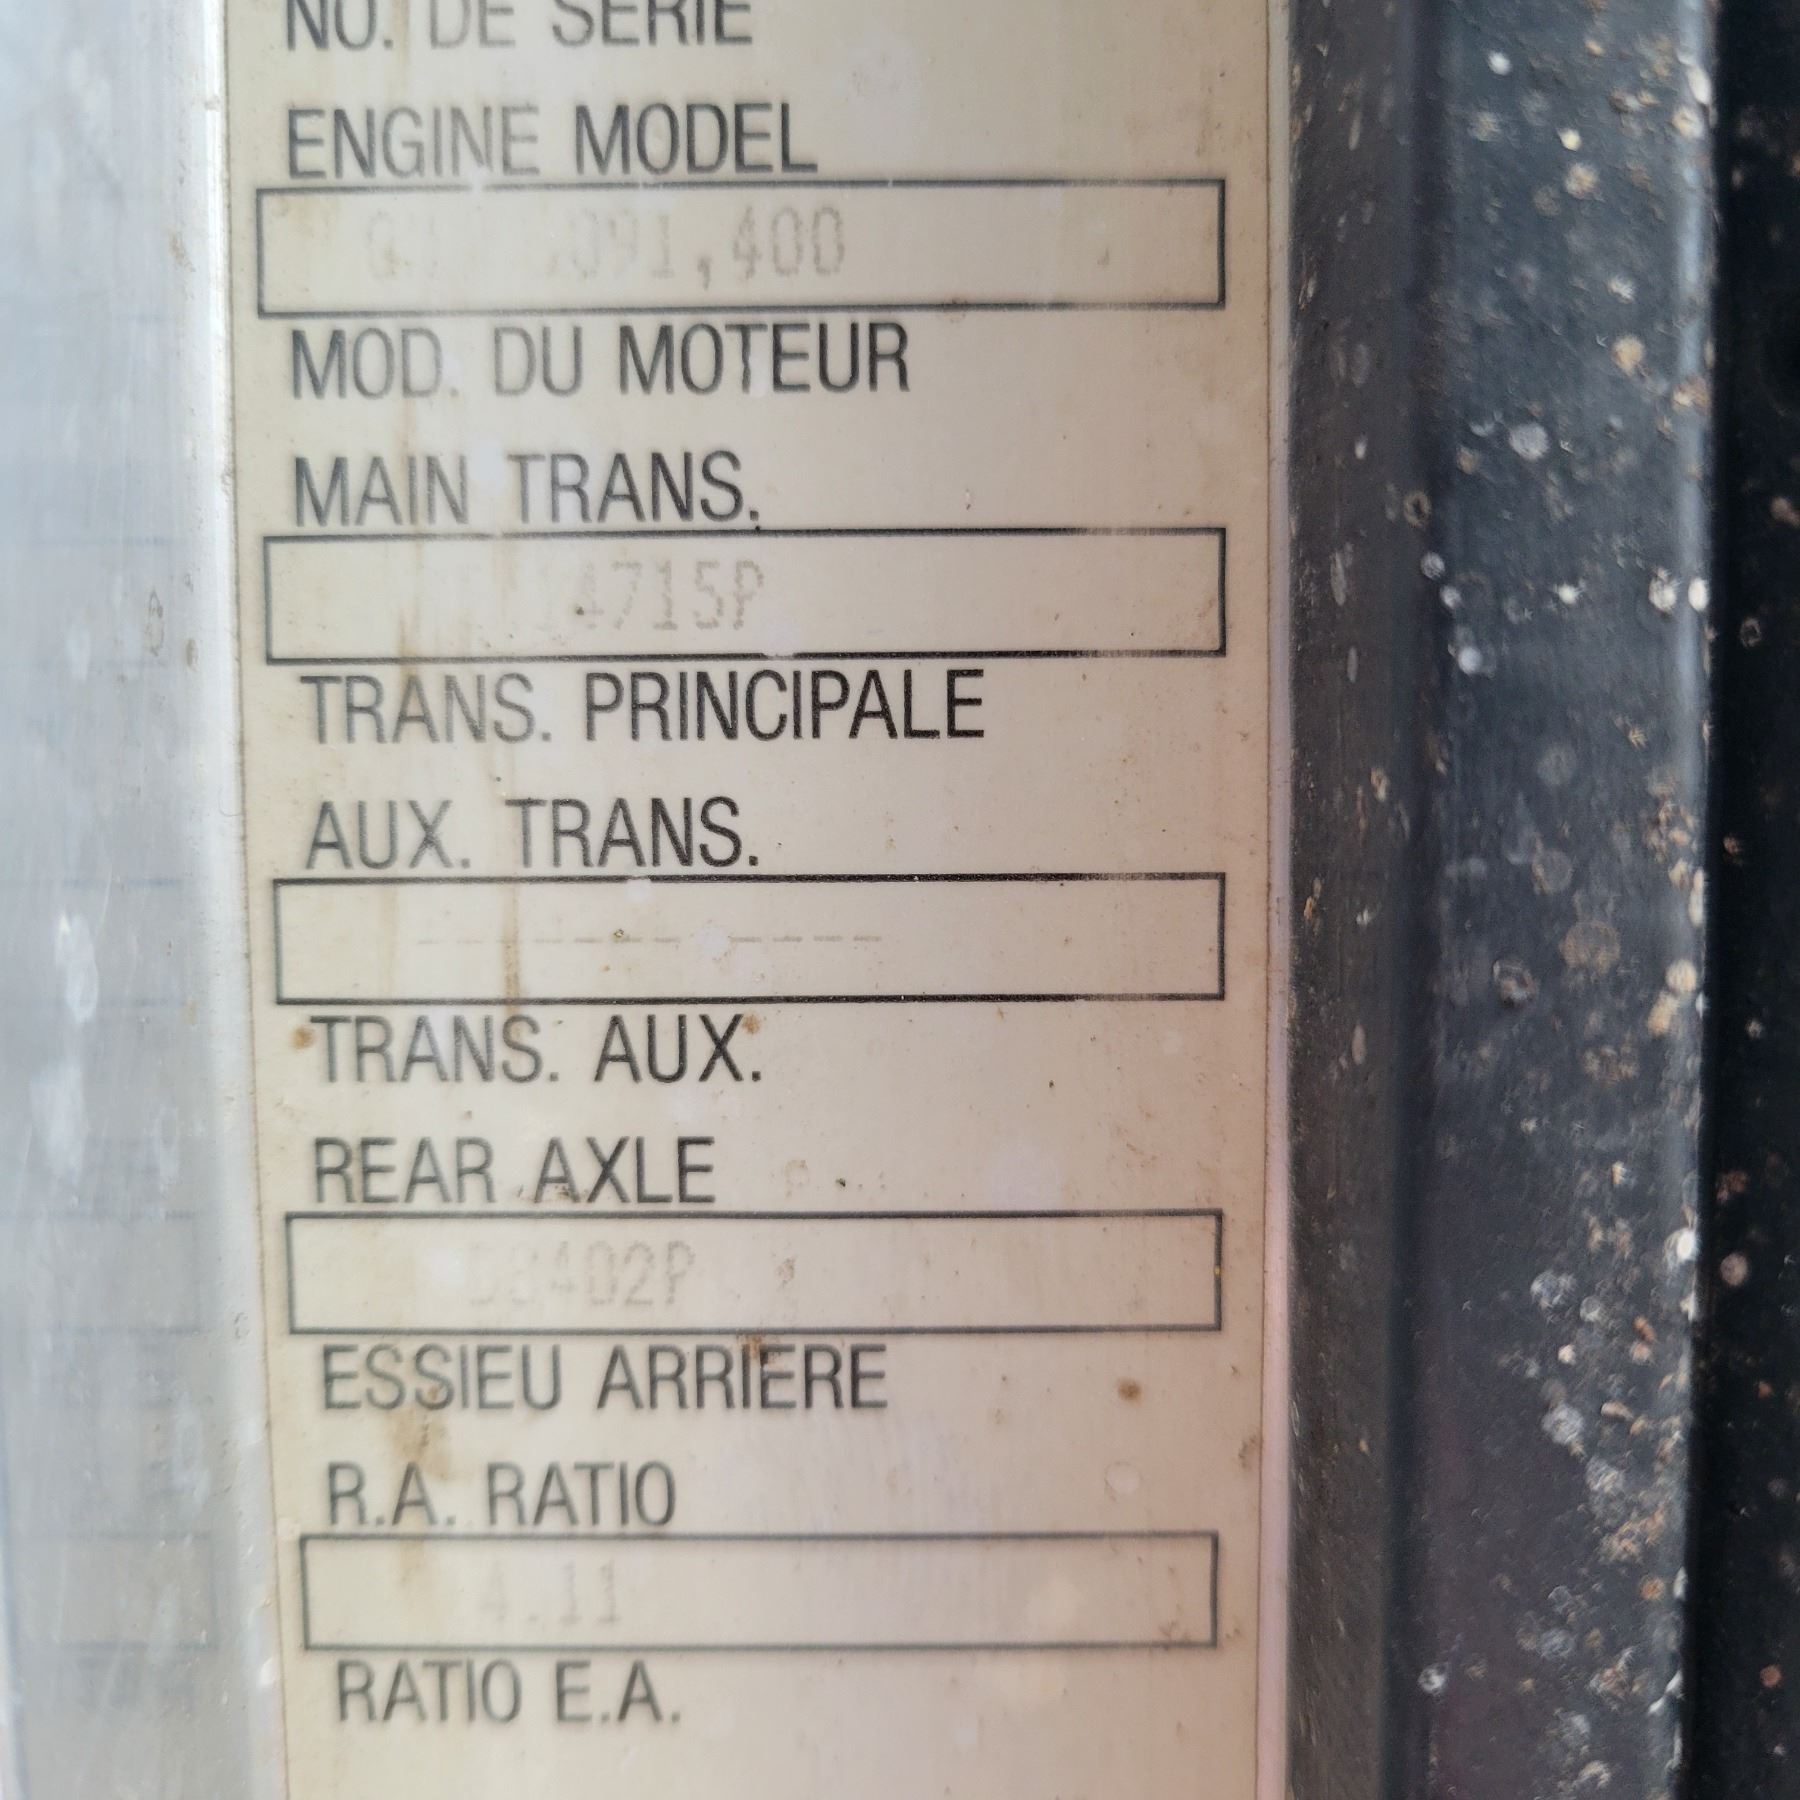 NO. DE SERIE
ENGINE MODEL
MOD. DU MOTEUR
MAIN TRANS.
TRANS. PRINCIPALE
AUX. TRANS.
------------
TRANS. AUX.
REAR AXLE
ESSIEU ARRIERE
R.A. RATIO
4.11
RATIO E.A.